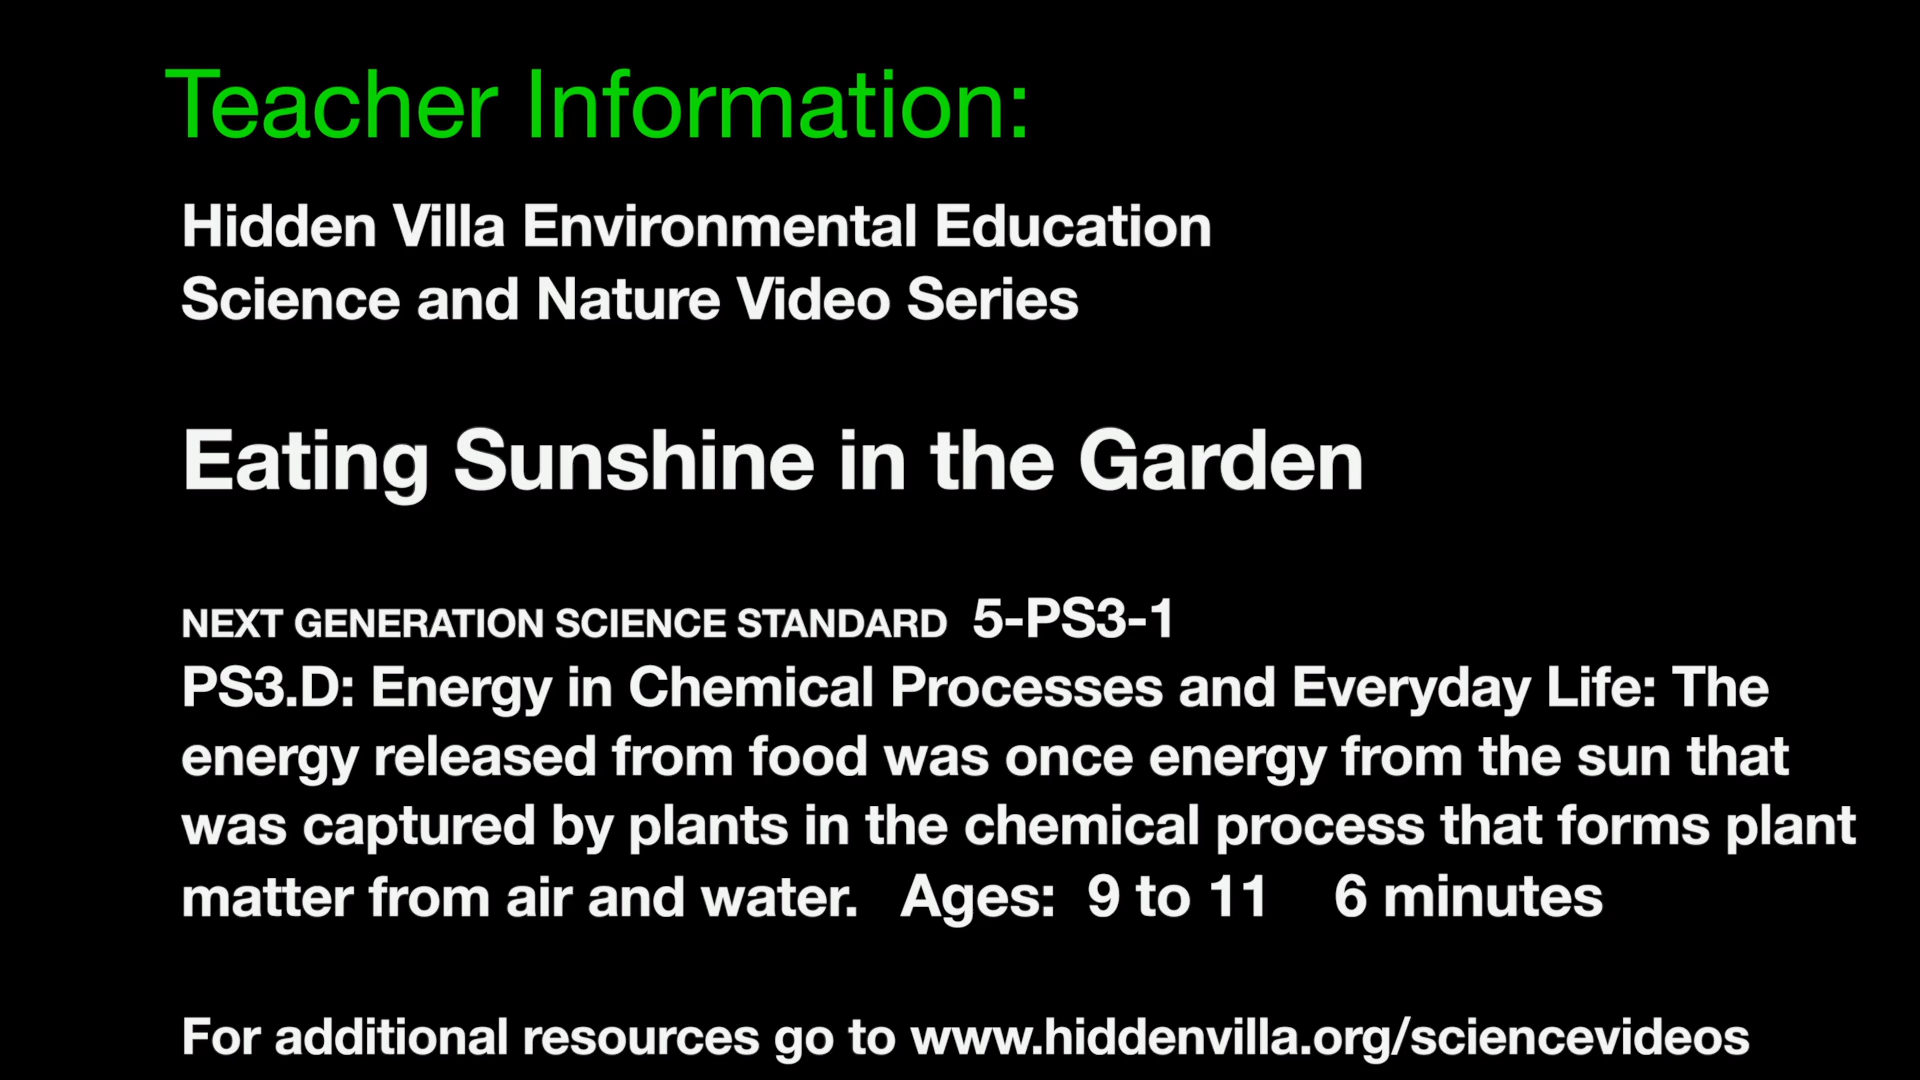 Teacher Information:
Hidden Villa Environmental Education
Science and Nature Video Series
Eating Sunshine in the Garden
NEXT GENERATION SCIENCE STANDARD 5-PS3-1
PS3.D: Energy in Chemical Processes and Everyday Life: The
energy released from food was once energy from the sun that
was captured by plants in the chemical process that forms plant
matter from air and water. Ages: 9 to 11 6 minutes
For additional resources go to www.hiddenvilla.org/sciencevideos